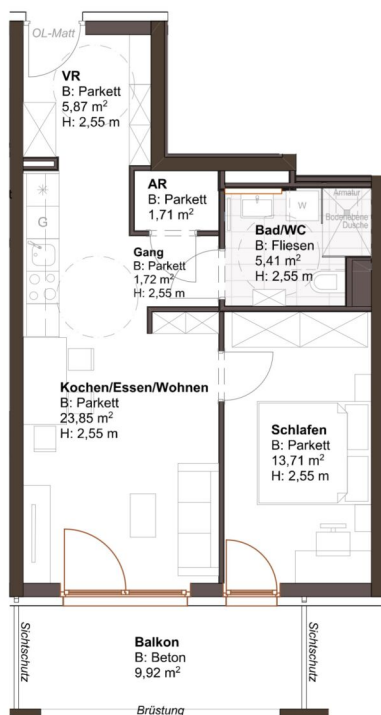 OL-Matt
VR
B: Parkett
5,87 m²
H: 2,55 m
AR
B: Parkett
1,71 m²
G
W
Armatur
Bodenebene
Dusche
Bad/WC
B: Fliesen
5,41 m²
H: 2,55 m
Gang
B: Parkett
1,72 m²
H: 2,55 m
Kochen/Essen/Wohnen
B: Parkett
23,85 m²
H: 2,55 m
Schlafen
B: Parkett
13,71 m²
H: 2,55 m
Sichtschutz
Sichtschutz
Balkon
B: Beton
9,92 m²
Brüstung